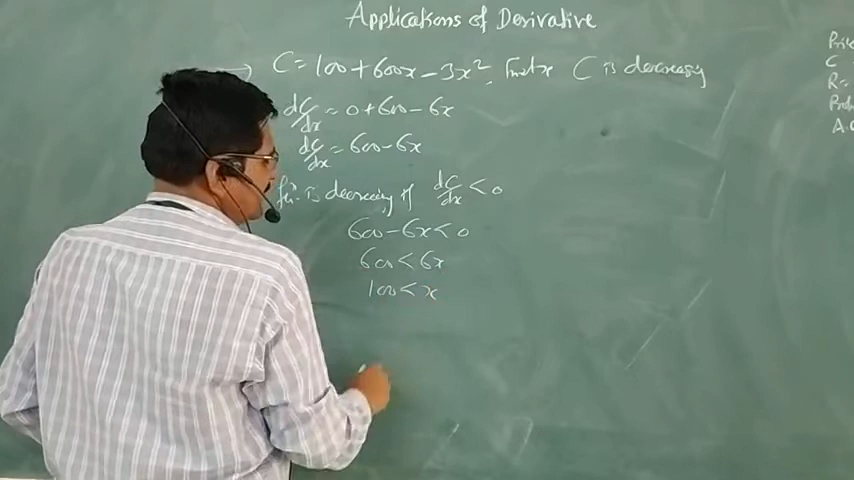 Applications of Derivative
→ C = 100 + 600x - 3x², Find x C is decreasing
dC/dx = 0 + 600 - 6x
dC/dx = 600 - 6x
fun. is decreasing if dC/dx < 0
600 - 6x < 0
600 < 6x
100 < x
C
R =
A.C